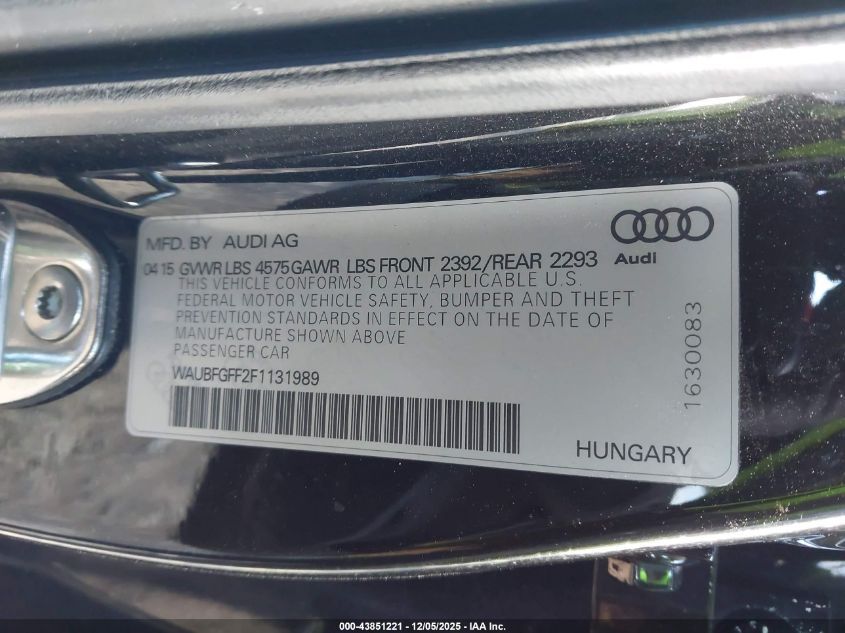 MFD. BY AUDI AG
Audi
04 15 GVWR LBS 4575 GAWR LBS FRONT 2392/REAR 2293
THIS VEHICLE CONFORMS TO ALL APPLICABLE U.S.
FEDERAL MOTOR VEHICLE SAFETY, BUMPER AND THEFT
PREVENTION STANDARDS IN EFFECT ON THE DATE OF
MANUFACTURE SHOWN ABOVE
PASSENGER CAR
WAUBFGFF2F1131989
1630083
HUNGARY
000-43851221 - 12/05/2025 - IAA Inc.